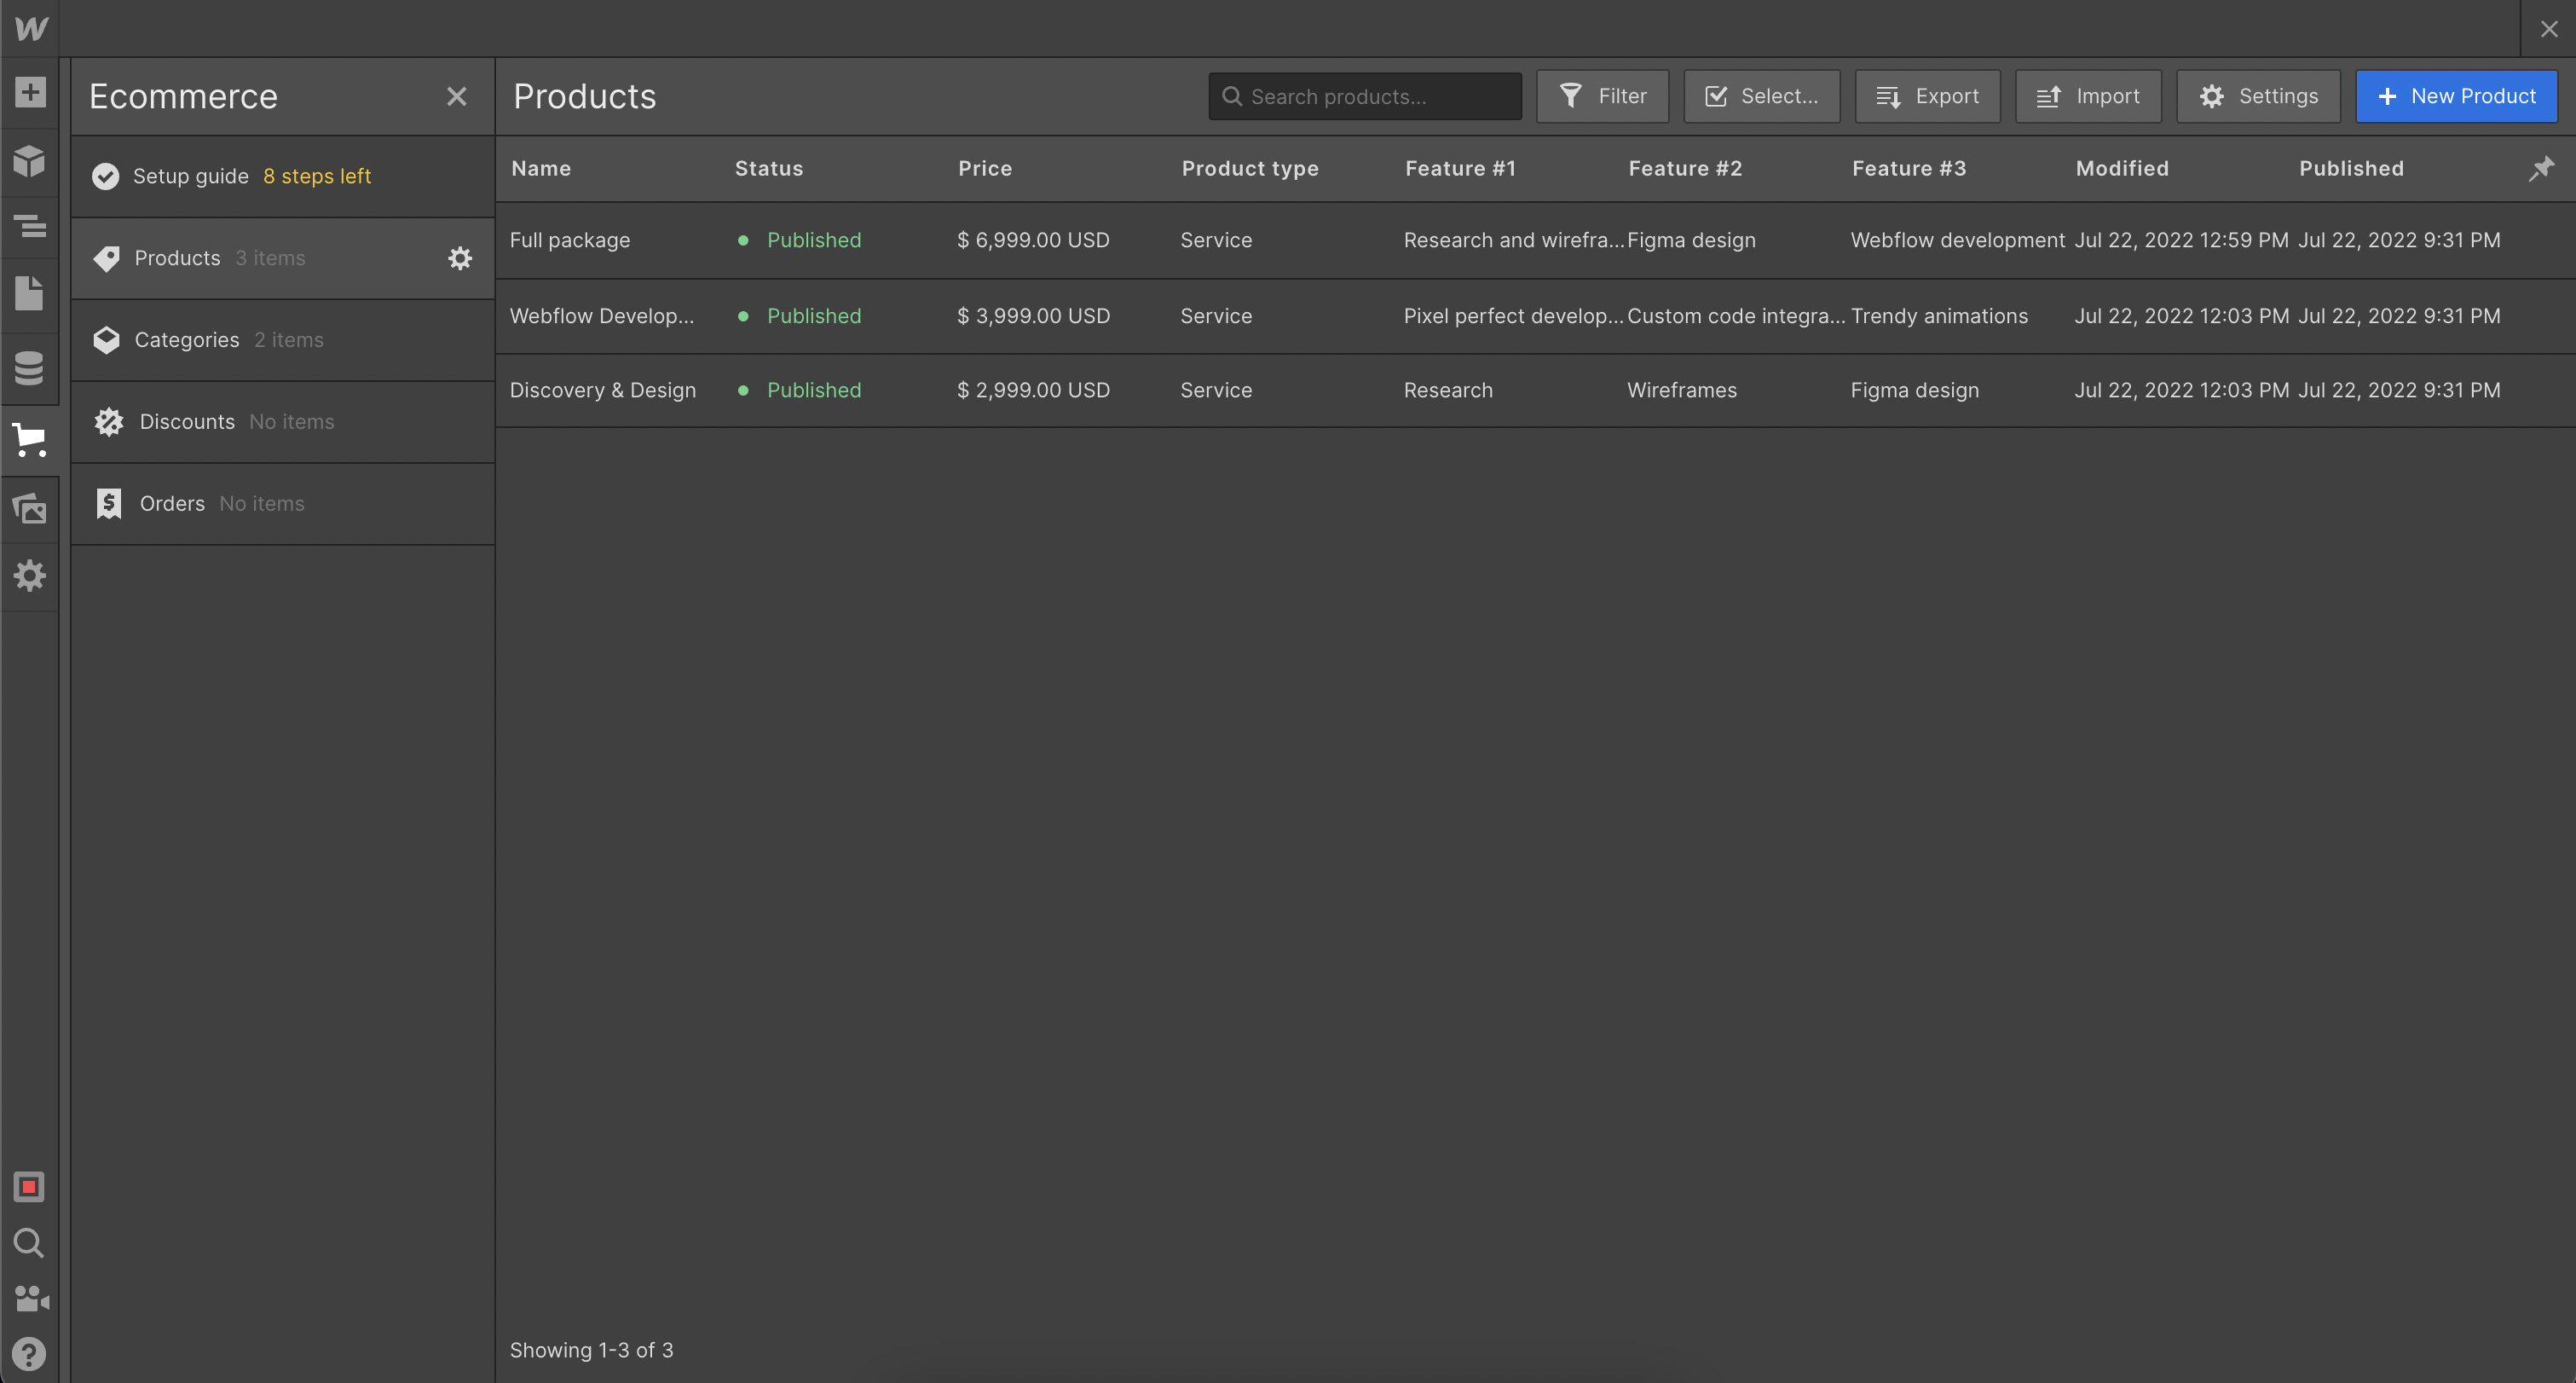 Ecommerce
Setup guide 8 steps left
Products 3 items
Categories 2 items
Discounts No items
Orders No items
Products
Search products...
Filter
Select...
Export
Import
Settings
New Product
Name Status Price Product type Feature #1 Feature #2 Feature #3 Modified Published
Full package Published $ 6,999.00 USD Service Research and wirefra... Figma design Webflow development Jul 22, 2022 12:59 PM Jul 22, 2022 9:31 PM
Webflow Develop... Published $ 3,999.00 USD Service Pixel perfect develop... Custom code integra... Trendy animations Jul 22, 2022 12:03 PM Jul 22, 2022 9:31 PM
Discovery & Design Published $ 2,999.00 USD Service Research Wireframes Figma design Jul 22, 2022 12:03 PM Jul 22, 2022 9:31 PM
Showing 1-3 of 3